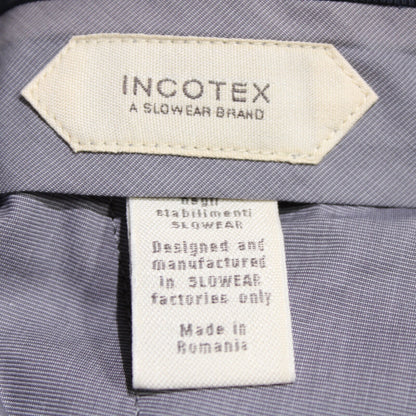 INCOTEX
A SLOWEAR BRAND
negli
stabilimenti
SLOWEAR
Designed and
manufactured
in SLOWEAR
factories only
Made in
Romania